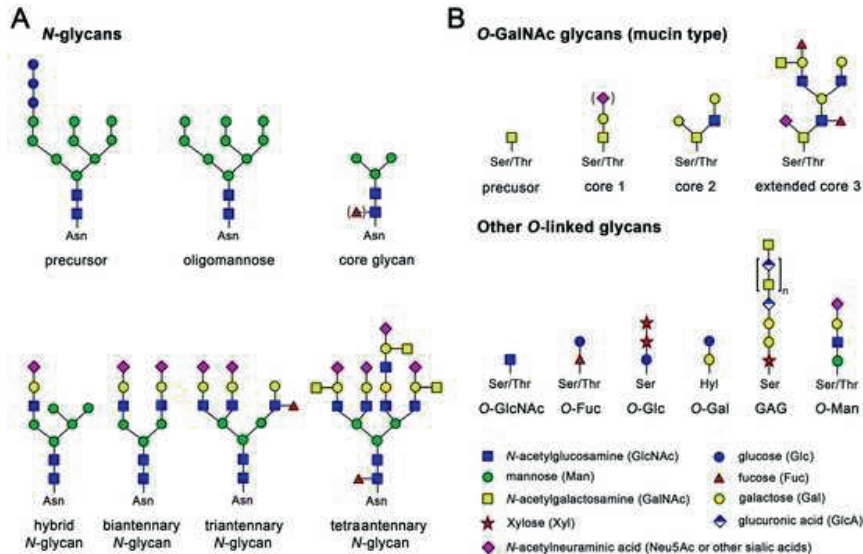 A
N-glycans
Asn
precursor
Asn
oligomannose
(▲)
Asn
core glycan
Asn
hybrid
N-glycan
Asn
biantennary
N-glycan
Asn
triantennary
N-glycan
Asn
tetraantennary
N-glycan
B
O-GalNAc glycans (mucin type)
Ser/Thr
precusor
( )
Ser/Thr
core 1
Ser/Thr
core 2
Ser/Thr
extended core 3
Other O-linked glycans
Ser/Thr
O-GlcNAc
Ser/Thr
O-Fuc
Ser
O-Glc
Hyl
O-Gal
[ ]n
Ser
GAG
Ser/Thr
O-Man
N-acetylglucosamine (GlcNAc)
mannose (Man)
N-acetylgalactosamine (GalNAc)
Xylose (Xyl)
N-acetylneuraminic acid (Neu5Ac or other sialic acids)
glucose (Glc)
fucose (Fuc)
galactose (Gal)
glucuronic acid (GlcA)